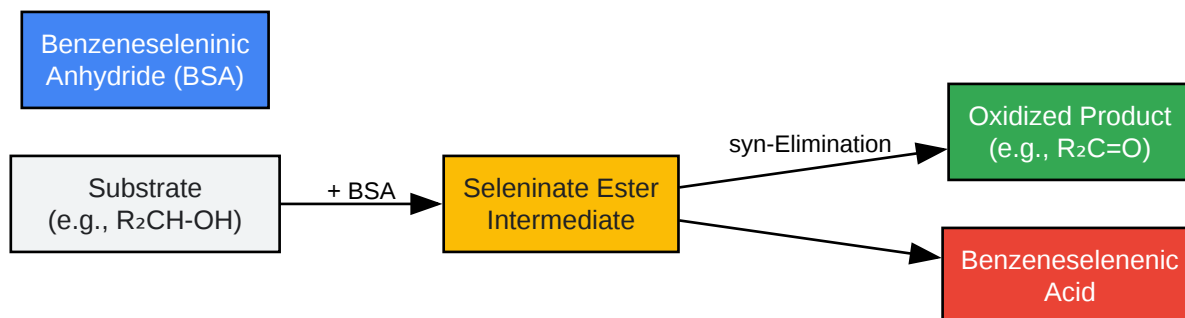 Benzeneseleninic
Anhydride (BSA)
Substrate
(e.g., R₂CH-OH)
+ BSA
Seleninate Ester
Intermediate
syn-Elimination
Oxidized Product
(e.g., R₂C=O)
Benzeneselenenic
Acid